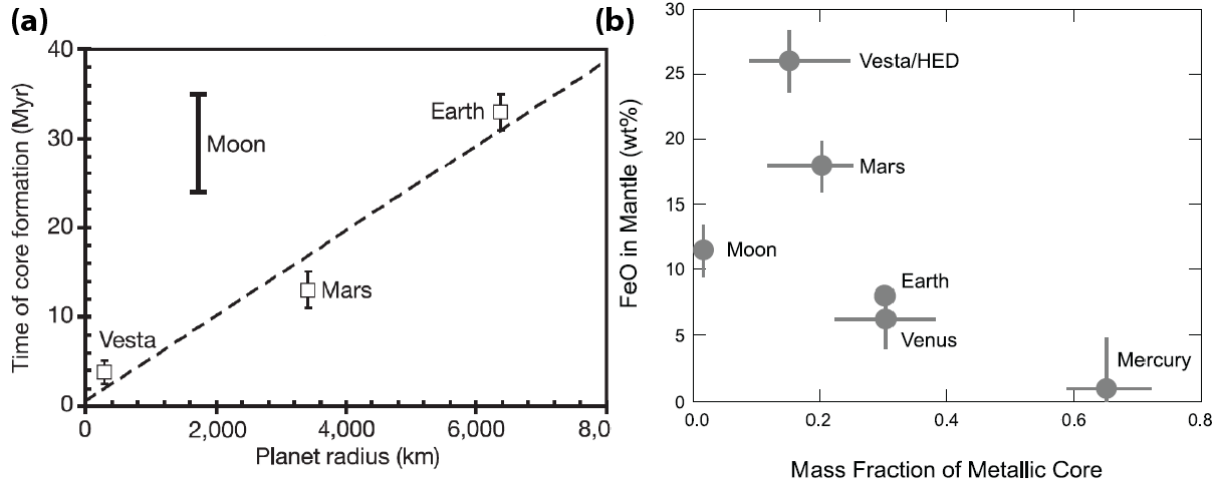 (a)
Time of core formation (Myr)
40
30
20
10
0
Moon
Earth
Mars
Vesta
0
2,000
4,000
6,000
8,0
Planet radius (km)
(b)
FeO in Mantle (wt%)
30
25
20
15
10
5
0
Vesta/HED
Mars
Moon
Earth
Venus
Mercury
0.0
0.2
0.4
0.6
0.8
Mass Fraction of Metallic Core